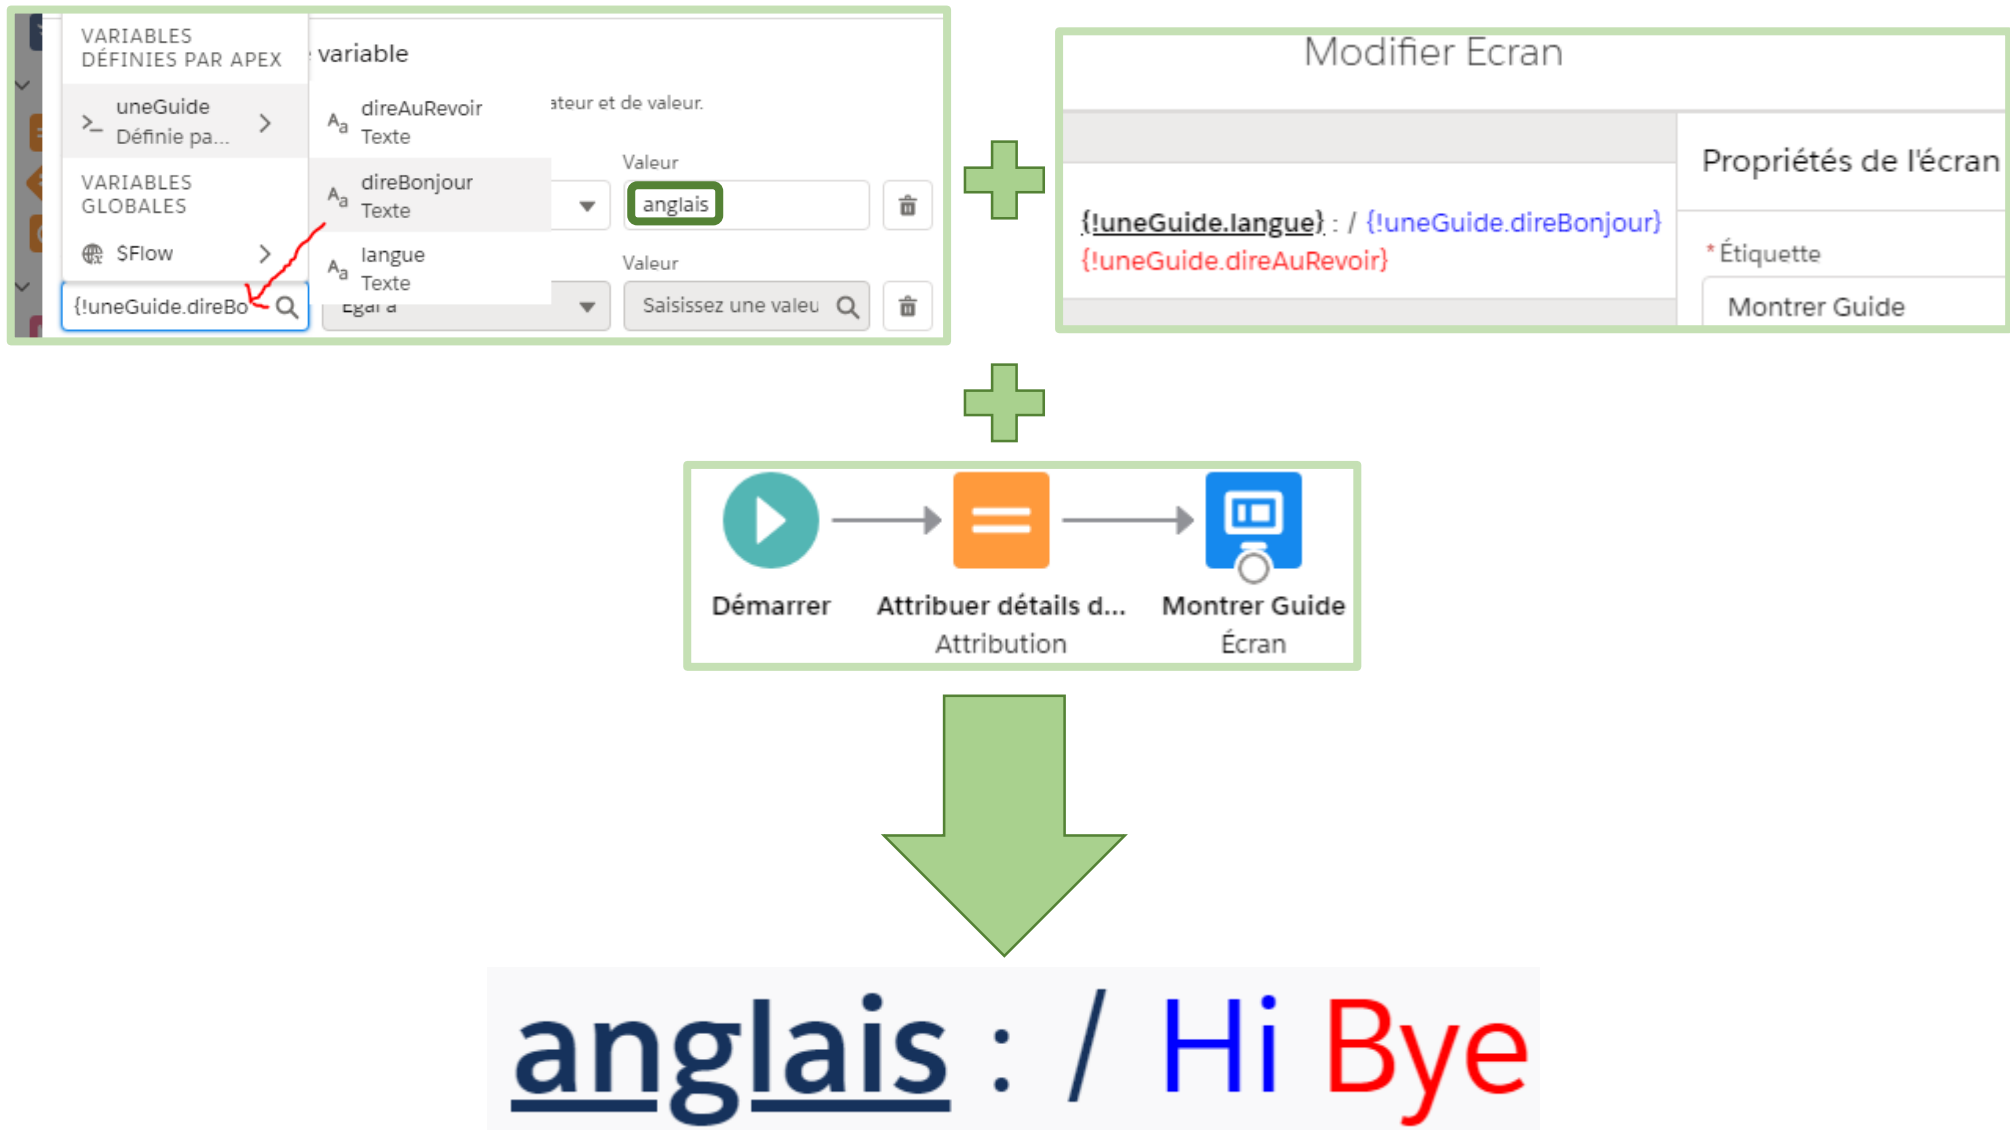 VARIABLES
DÉFINIES PAR APEX
variable
uneGuide
Définie pa...
direAuRevoir
Texte
ateur et de valeur.
VARIABLES
GLOBALES
direBonjour
Texte
Valeur
anglais
$Flow
langue
Texte
Valeur
{!uneGuide.direBo
Égal à
Saisissez une valeu
Modifier Ecran
Propriétés de l'écran
{!uneGuide.langue} : / {!uneGuide.direBonjour}
{!uneGuide.direAuRevoir}
* Étiquette
Montrer Guide
Démarrer
Attribuer détails d...
Attribution
Montrer Guide
Écran
anglais : / Hi Bye